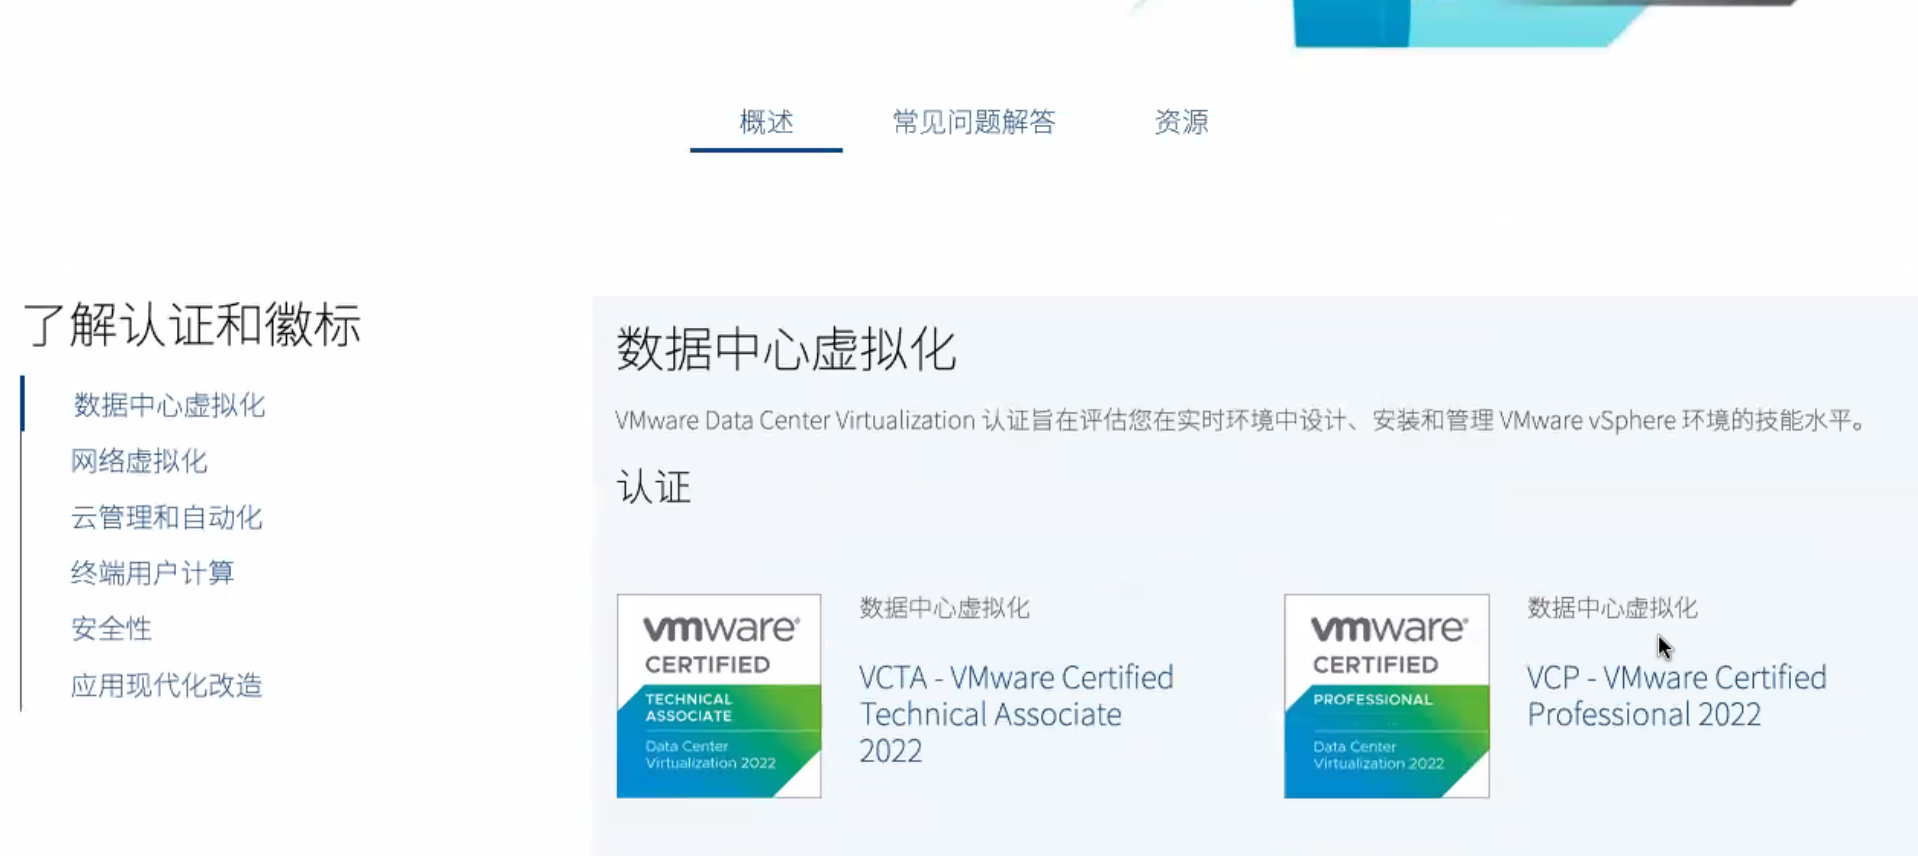 概述
常见问题解答
资源
了解认证和徽标
数据中心虚拟化
网络虚拟化
云管理和自动化
终端用户计算
安全性
应用现代化改造
数据中心虚拟化
VMware Data Center Virtualization 认证旨在评估您在实时环境中设计、安装和管理 VMware vSphere 环境的技能水平。
认证
vmware®
CERTIFIED
TECHNICAL
ASSOCIATE
Data Center
Virtualization 2022
数据中心虚拟化
VCTA - VMware Certified
Technical Associate
2022
vmware®
CERTIFIED
PROFESSIONAL
Data Center
Virtualization 2022
数据中心虚拟化
VCP - VMware Certified
Professional 2022